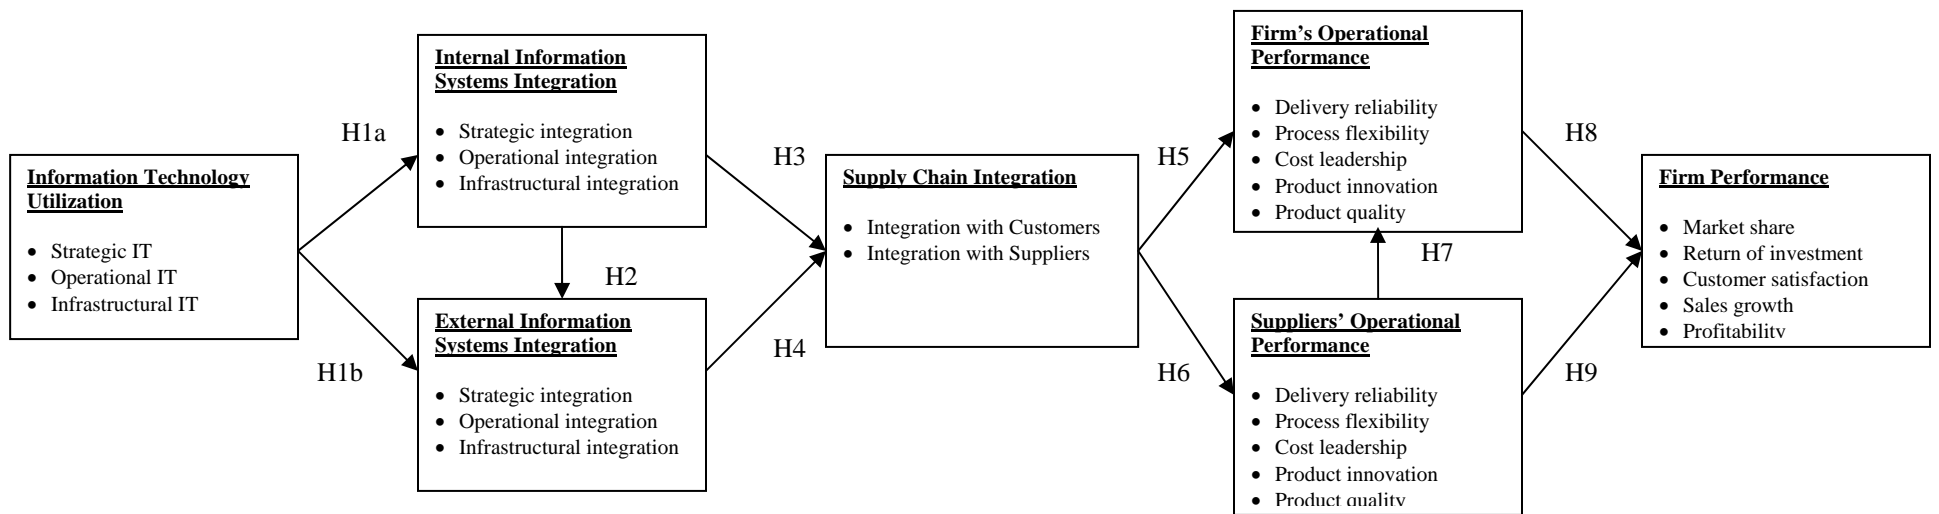 Information Technology
Utilization
• Strategic IT
• Operational IT
• Infrastructural IT
H1a
H1b
Internal Information
Systems Integration
• Strategic integration
• Operational integration
• Infrastructural integration
H2
External Information
Systems Integration
• Strategic integration
• Operational integration
• Infrastructural integration
H3
H4
Supply Chain Integration
• Integration with Customers
• Integration with Suppliers
H5
H6
Firm's Operational
Performance
• Delivery reliability
• Process flexibility
• Cost leadership
• Product innovation
• Product quality
H7
Suppliers' Operational
Performance
• Delivery reliability
• Process flexibility
• Cost leadership
• Product innovation
• Product quality
H8
H9
Firm Performance
• Market share
• Return of investment
• Customer satisfaction
• Sales growth
• Profitability